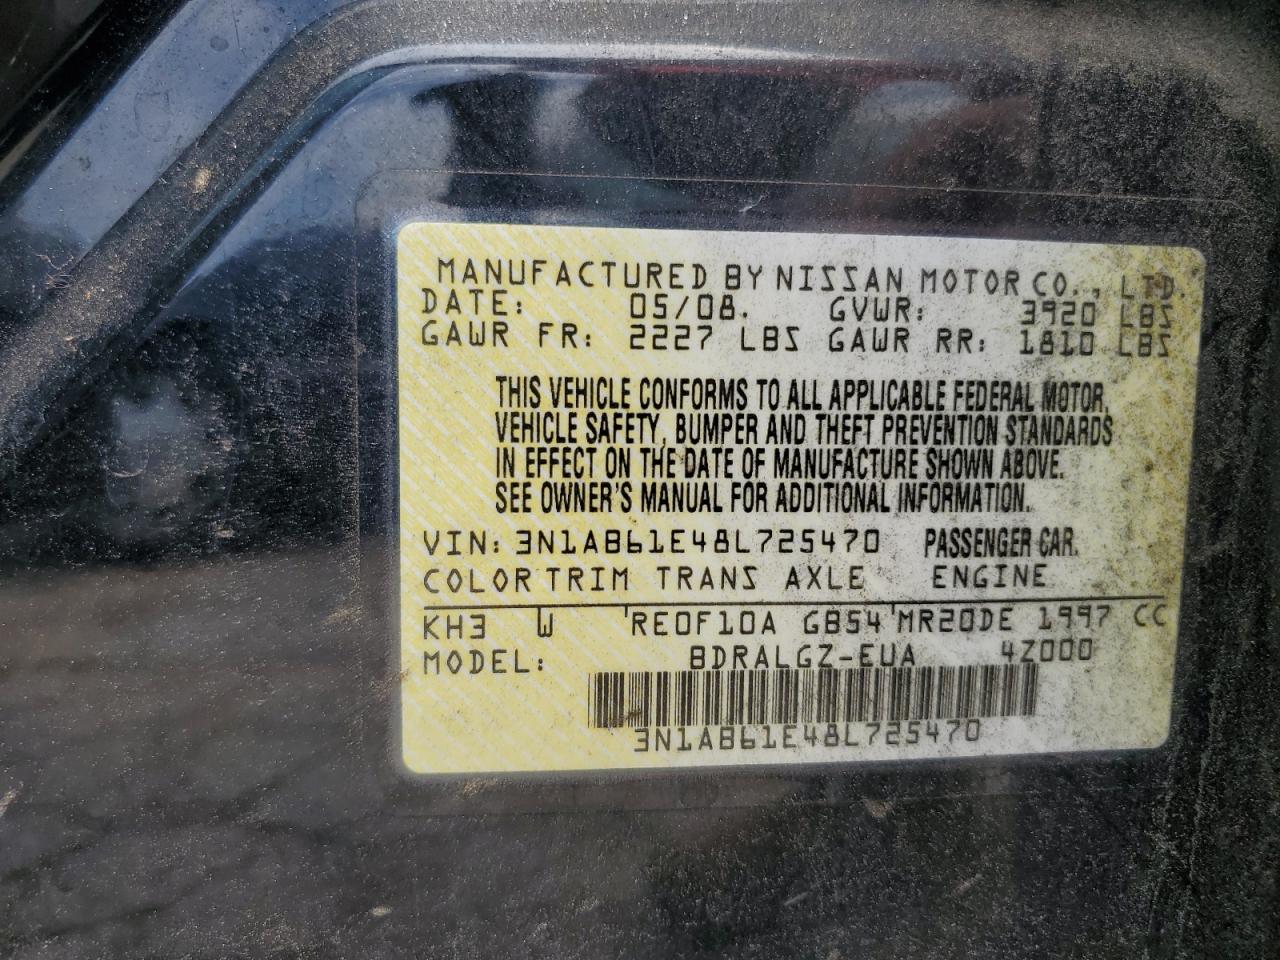 MANUFACTURED BY NISSAN MOTOR CO., LTD.
DATE: 05/08. GVWR: 3920 LBS
GAWR FR: 2227 LBS GAWR RR: 1810 LBS
THIS VEHICLE CONFORMS TO ALL APPLICABLE FEDERAL MOTOR
VEHICLE SAFETY, BUMPER AND THEFT PREVENTION STANDARDS
IN EFFECT ON THE DATE OF MANUFACTURE SHOWN ABOVE.
SEE OWNER'S MANUAL FOR ADDITIONAL INFORMATION.
VIN: 3N1AB61E48L725470 PASSENGER CAR.
COLOR TRIM TRANS AXLE ENGINE
KH3 W RE0F10A GB54 MR20DE 1997 CC
MODEL: BDRALGZ-EUA 4Z000
3N1AB61E48L725470